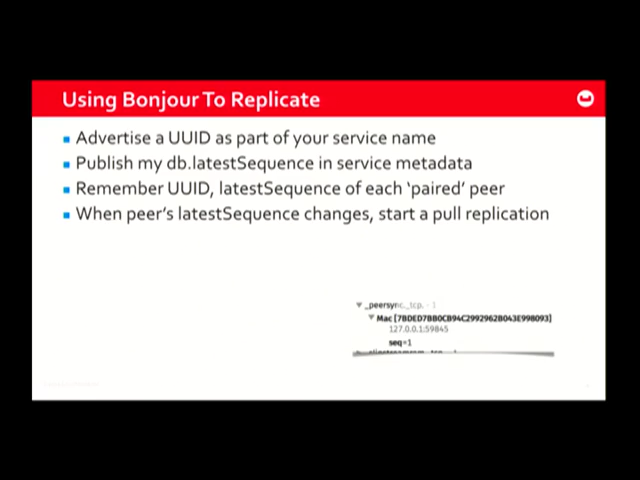 Using Bonjour To Replicate
Advertise a UUID as part of your service name
Publish my db.latestSequence in service metadata
Remember UUID, latestSequence of each 'paired' peer
When peer's latestSequence changes, start a pull replication
_peersync._tcp. - 1
Mac [7BDED7BB0CB94C2992962B043E998093]
127.0.0.1:59845
seq=1